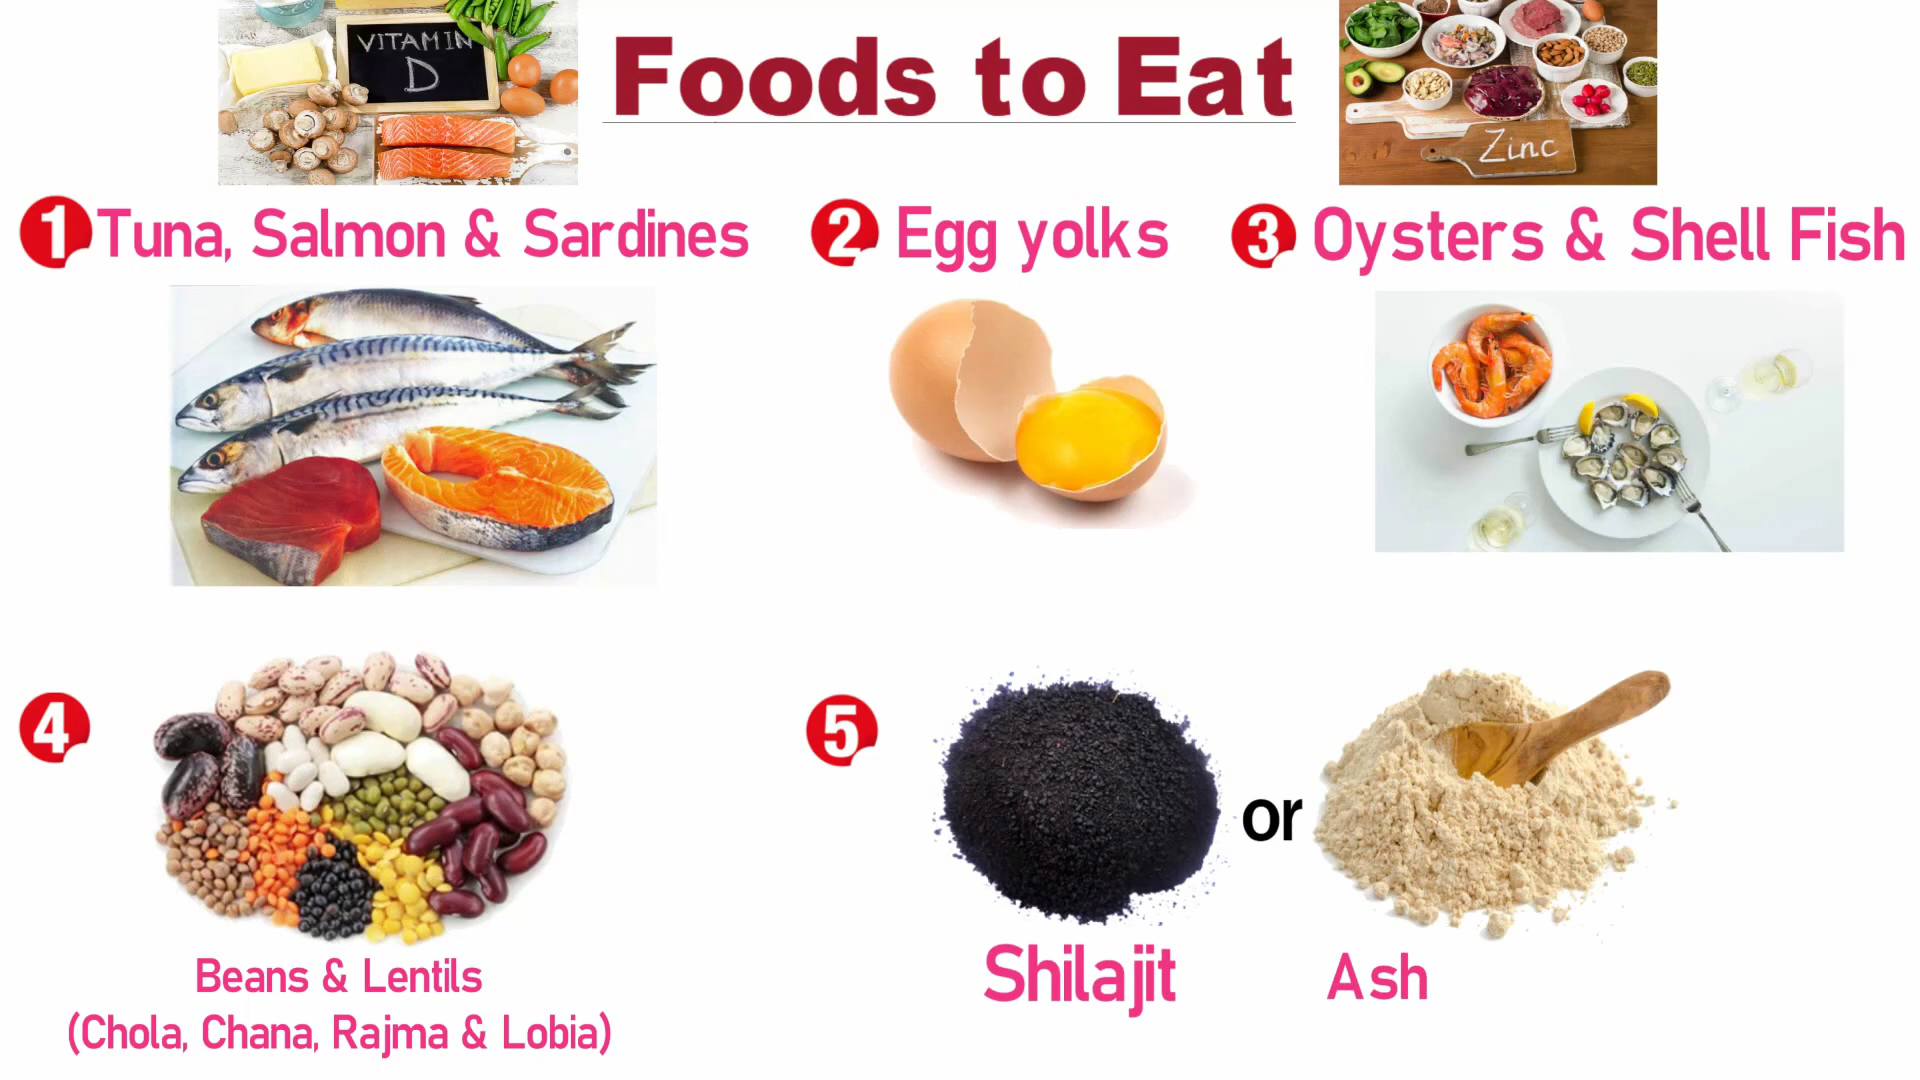 VITAMIN
D
Foods to Eat
Zinc
1 Tuna, Salmon & Sardines
2 Egg yolks
3 Oysters & Shell Fish
4
5
or
Beans & Lentils
(Chola, Chana, Rajma & Lobia)
Shilajit
Ash